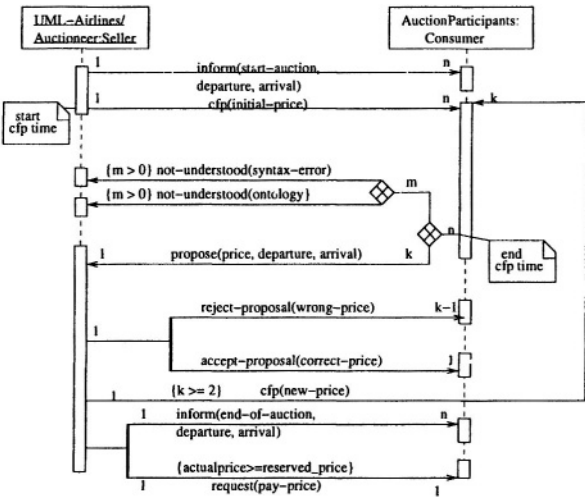 UML-Airlines/
Auctioneer:Seller
AuctionParticipants:
Consumer
1
inform(start-auction,
n
departure, arrival)
1
cfp(initial-price)
n
k
start
cfp time
{m > 0} not-understood(syntax-error)
m
{m > 0} not-understood(ontology}
n
1
propose(price, departure, arrival)
k
end
cfp time
reject-proposal(wrong-price)
k-1
1
accept-proposal(correct-price)
1
1
{k >= 2}
cfp(new-price)
1
inform(end-of-auction,
n
departure, arrival)
{actualprice>=reserved_price}
1
request(pay-price)
1